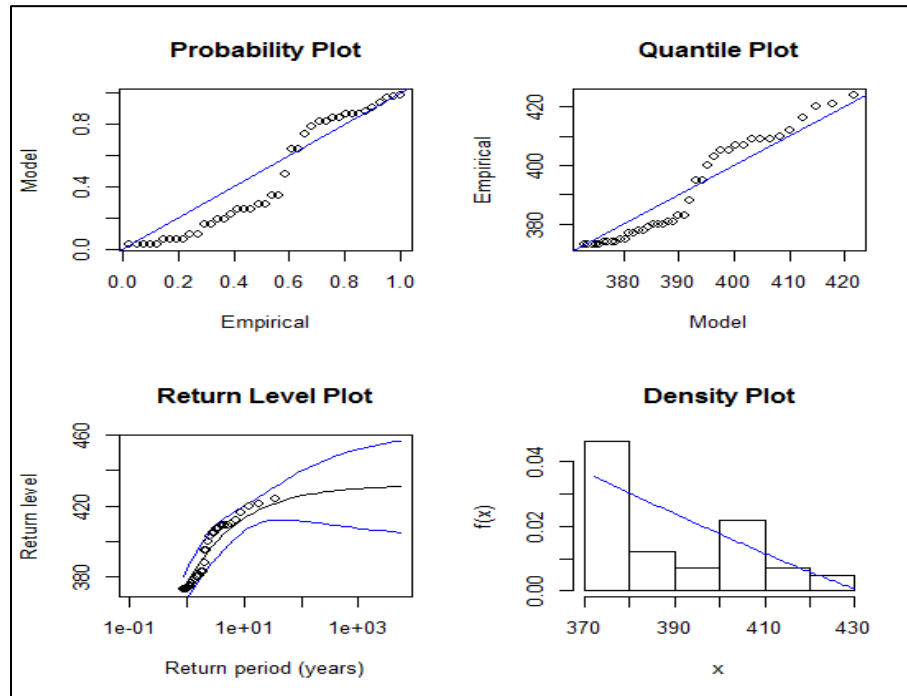 Probability Plot
Model
0.0 0.4 0.8
0.0 0.2 0.4 0.6 0.8 1.0
Empirical
Quantile Plot
Empirical
380 400 420
380 390 400 410 420
Model
Return Level Plot
Return level
380 420 460
1e-01 1e+01 1e+03
Return period (years)
Density Plot
f(x)
0.00 0.02 0.04
370 390 410 430
x